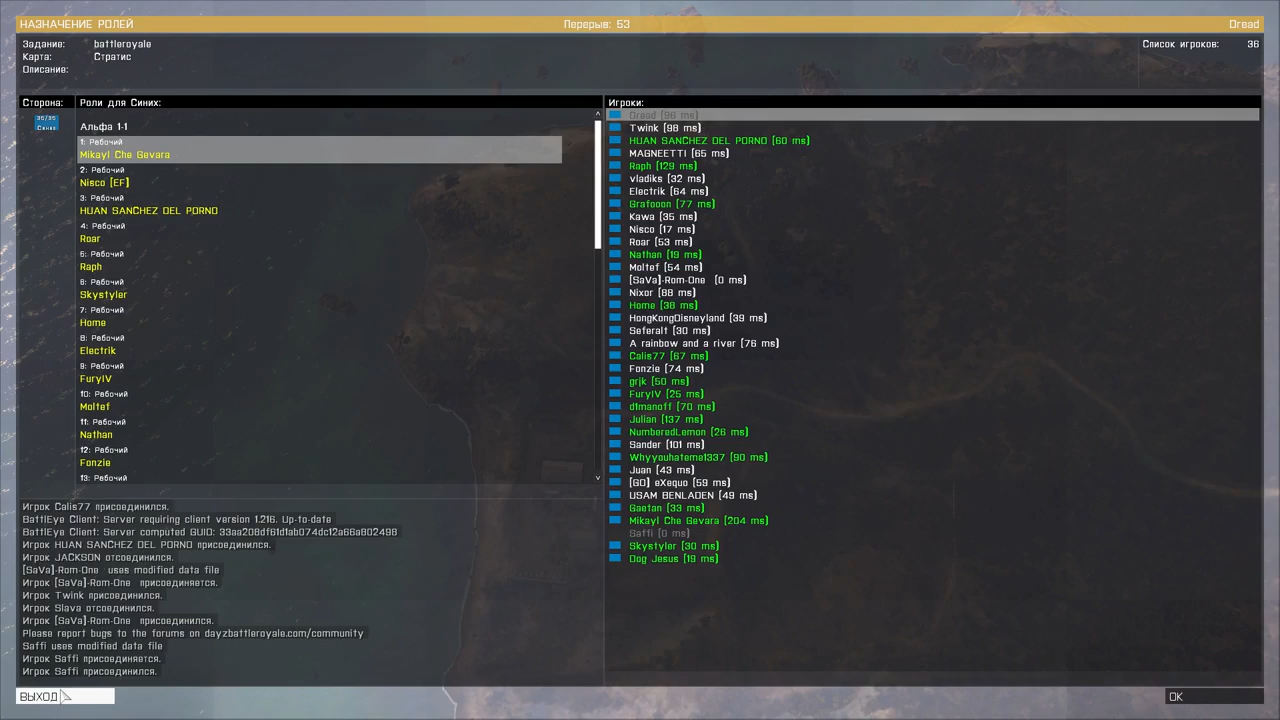 НАЗНАЧЕНИЕ РОЛЕЙ
Перерыв: 53
Dread
Задание: battleroyale
Карта: Стратис
Описание:
Список игроков: 36
Сторона:
36/36
Синие
Роли для Синих:
Альфа 1-1
1: Рабочий
Mikayl Che Gevara
2: Рабочий
Nisco [EF]
3: Рабочий
HUAN SANCHEZ DEL PORNO
4: Рабочий
Roar
5: Рабочий
Raph
6: Рабочий
Skystyler
7: Рабочий
Home
8: Рабочий
Electrik
9: Рабочий
FuryIV
10: Рабочий
Moltef
11: Рабочий
Nathan
12: Рабочий
Fonzie
13: Рабочий
Игроки:
Dread [96 ms]
Twink [98 ms]
HUAN SANCHEZ DEL PORNO [60 ms]
MAGNEETTI [65 ms]
Raph [129 ms]
vladiks [32 ms]
Electrik [64 ms]
Grafooon [77 ms]
Kawa [35 ms]
Nisco [17 ms]
Roar [53 ms]
Nathan [19 ms]
Moltef [54 ms]
[SaVa]-Rom-One [0 ms]
Nixor [88 ms]
Home [38 ms]
HongKongDisneyland [39 ms]
Seferalt [30 ms]
A rainbow and a river [76 ms]
Calis77 [67 ms]
Fonzie [74 ms]
grjk [50 ms]
FuryIV [25 ms]
d1manoff [70 ms]
Julian [137 ms]
NumberedLemon [26 ms]
Sander [101 ms]
Whyyouhateme1337 [90 ms]
Juan [43 ms]
[GO] eXequo [59 ms]
USAM BENLADEN [49 ms]
Gaetan [33 ms]
Mikayl Che Gevara [204 ms]
Saffi [0 ms]
Skystyler [30 ms]
Dog Jesus [19 ms]
Игрок Calis77 присоединился.
BattlEye Client: Server requiring client version 1.216. Up-to-date
BattlEye Client: Server computed GUID: 33aa208df61d1ab074dc12a66a802498
Игрок HUAN SANCHEZ DEL PORNO присоединился.
Игрок JACKSON отсоединился.
[SaVa]-Rom-One uses modified data file
Игрок [SaVa]-Rom-One присоединяется.
Игрок Twink присоединился.
Игрок Slava отсоединился.
Игрок [SaVa]-Rom-One присоединился.
Please report bugs to the forums on dayzbattleroyale.com/community
Saffi uses modified data file
Игрок Saffi присоединяется.
Игрок Saffi присоединился.
ВЫХОД
OK